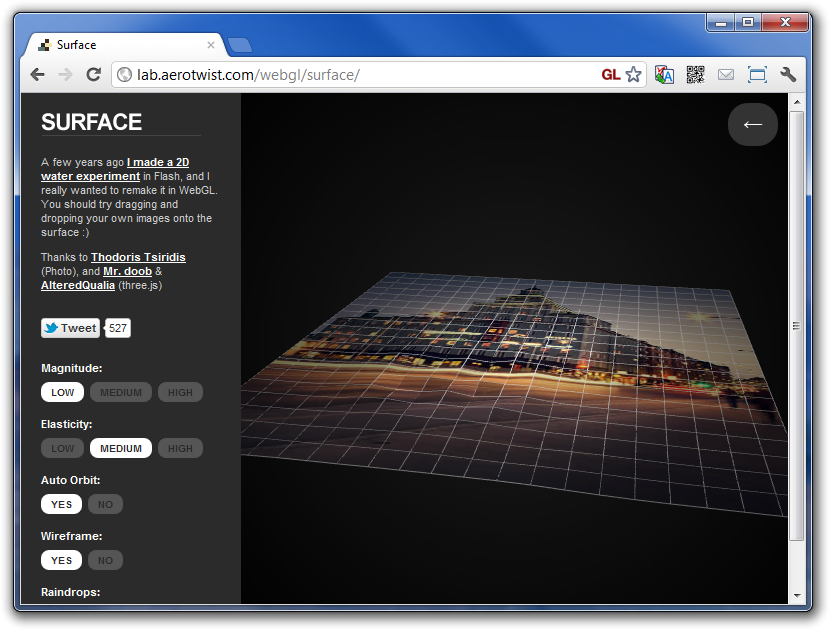 Surface
lab.aerotwist.com/webgl/surface/
GL
SURFACE
A few years ago I made a 2D
water experiment in Flash, and I
really wanted to remake it in WebGL.
You should try dragging and
dropping your own images onto the
surface :)
Thanks to Thodoris Tsiridis
(Photo), and Mr. doob &
AlteredQualia (three.js)
Tweet 527
Magnitude:
LOW MEDIUM HIGH
Elasticity:
LOW MEDIUM HIGH
Auto Orbit:
YES NO
Wireframe:
YES NO
Raindrops: